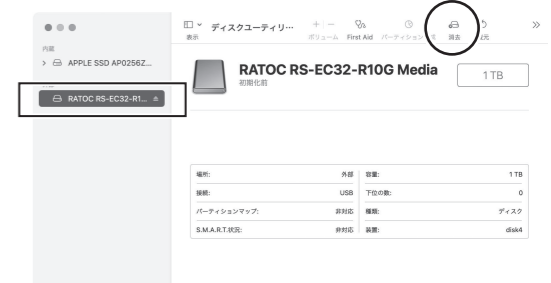 ディスクユーティリ…
表示
ボリューム First Aid パーティション 消去 元
内蔵
APPLE SSD AP0256Z...
RATOC RS-EC32-R1...
RATOC RS-EC32-R10G Media
初期化前
1 TB
場所: 外部 容量: 1 TB
接続: USB 下位の数: 0
パーティションマップ: 非対応 種類: ディスク
S.M.A.R.T.状況: 非対応 装置: disk4